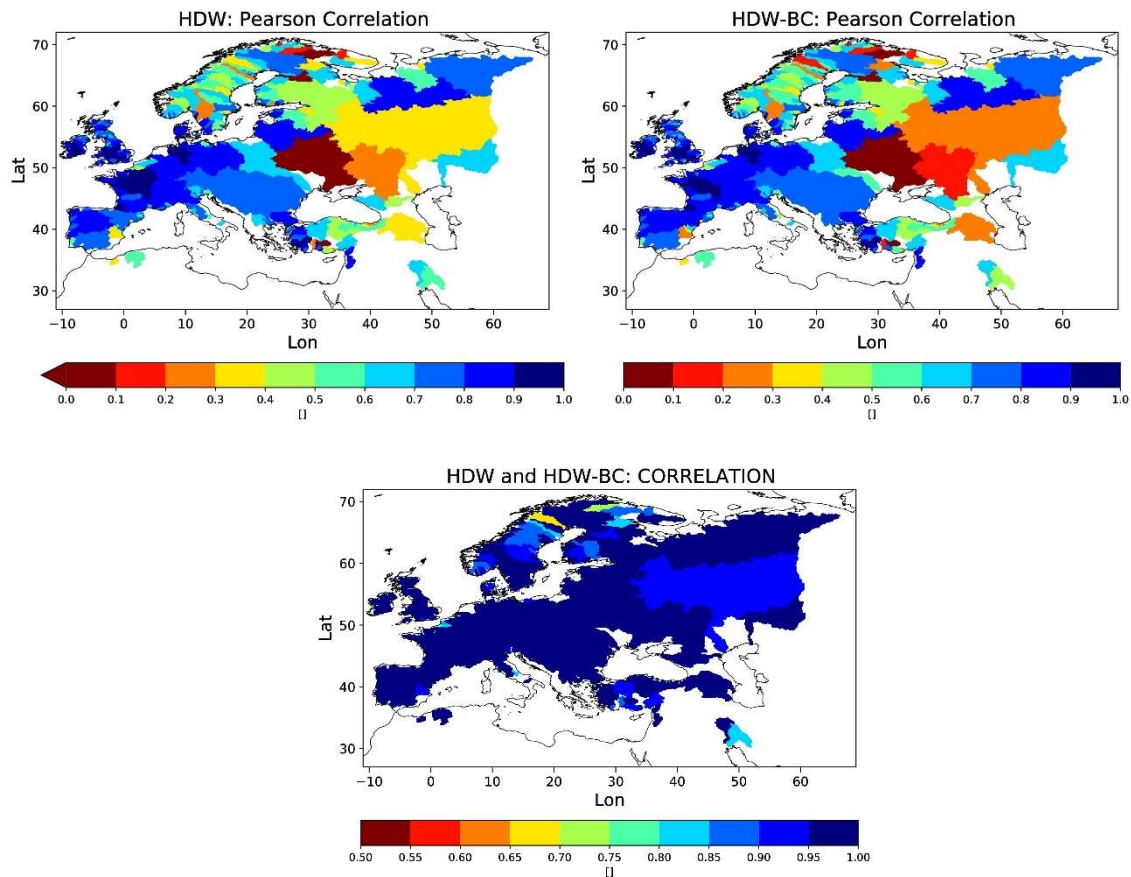 HDW: Pearson Correlation
70
60
50
40
30
Lat
−10 0 10 20 30 40 50 60
Lon
0.0 0.1 0.2 0.3 0.4 0.5 0.6 0.7 0.8 0.9 1.0
[]
HDW-BC: Pearson Correlation
70
60
50
40
30
Lat
−10 0 10 20 30 40 50 60
Lon
0.0 0.1 0.2 0.3 0.4 0.5 0.6 0.7 0.8 0.9 1.0
[]
HDW and HDW-BC: CORRELATION
70
60
50
40
30
Lat
−10 0 10 20 30 40 50 60
Lon
0.50 0.55 0.60 0.65 0.70 0.75 0.80 0.85 0.90 0.95 1.00
[]